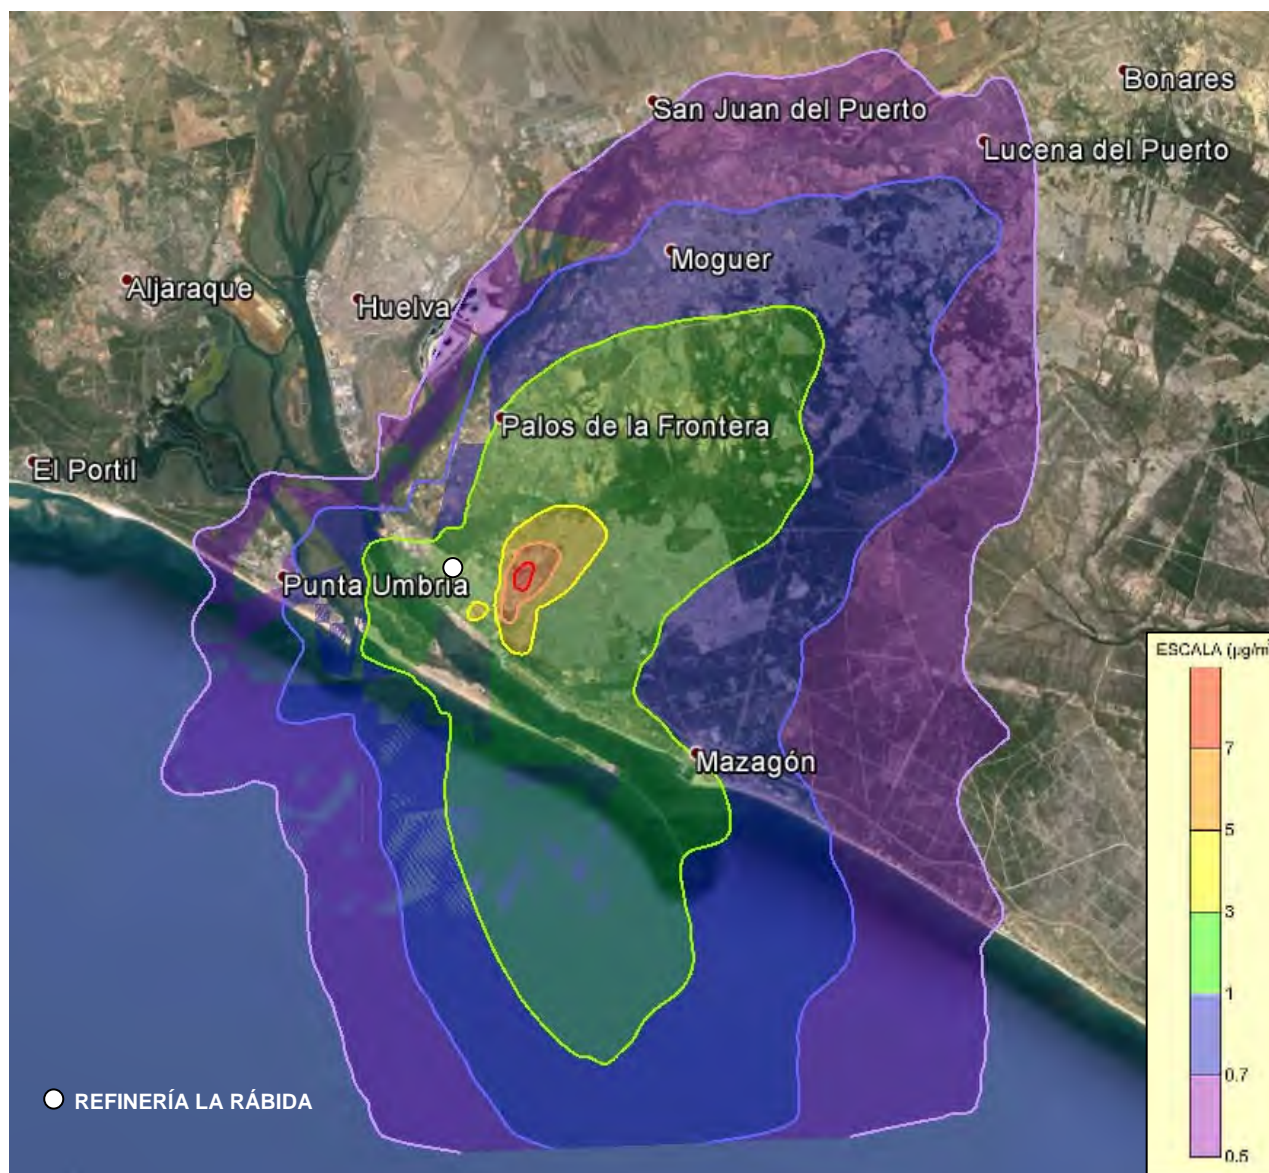 Bonares
San Juan del Puerto
Lucena del Puerto
Moguer
Aljaraque
Huelva
Palos de la Frontera
El Portil
Punta Umbría
ESCALA (µg/m³
7
Mazagón
5
3
1
0.7
REFINERÍA LA RÁBIDA
0.5